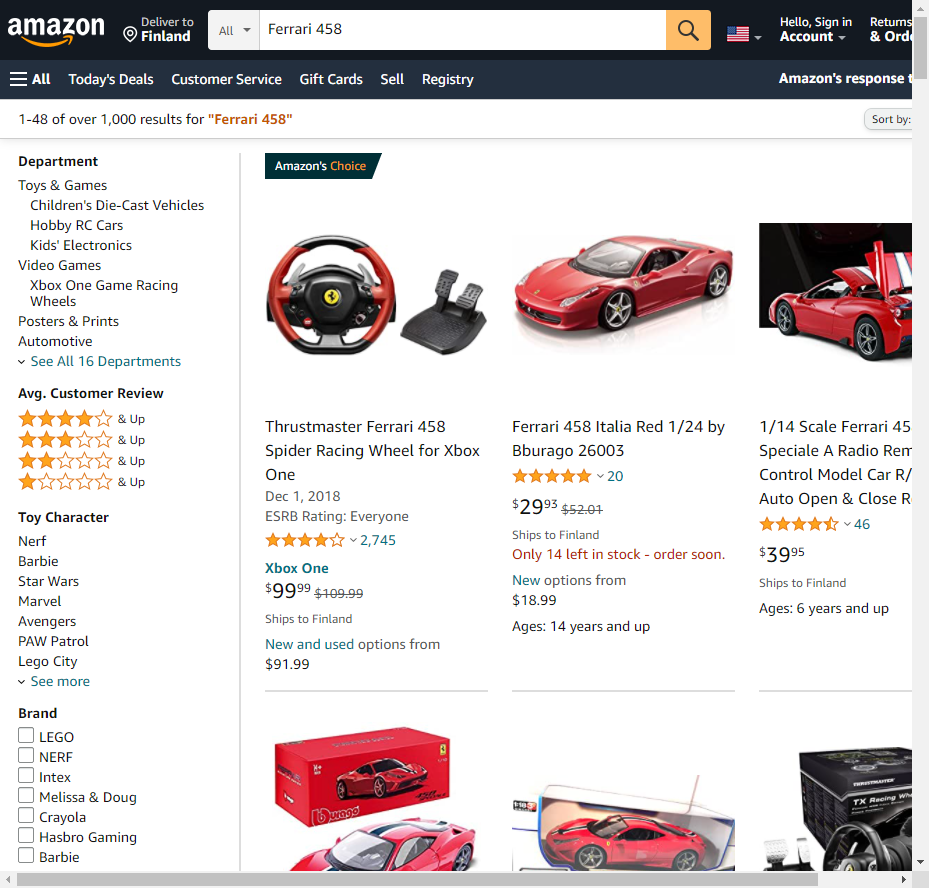 amazon
Deliver to
Finland
All
Ferrari 458
Hello, Sign in
Account
Returns
& Orde
All
Today's Deals
Customer Service
Gift Cards
Sell
Registry
Amazon's response t
1-48 of over 1,000 results for "Ferrari 458"
Sort by:
Department
Toys & Games
Children's Die-Cast Vehicles
Hobby RC Cars
Kids' Electronics
Video Games
Xbox One Game Racing
Wheels
Posters & Prints
Automotive
See All 16 Departments
Avg. Customer Review
& Up
& Up
& Up
& Up
Toy Character
Nerf
Barbie
Star Wars
Marvel
Avengers
PAW Patrol
Lego City
See more
Brand
LEGO
NERF
Intex
Melissa & Doug
Crayola
Hasbro Gaming
Barbie
Amazon's Choice
Thrustmaster Ferrari 458
Spider Racing Wheel for Xbox
One
Dec 1, 2018
ESRB Rating: Everyone
2,745
Xbox One
$99.99 $109.99
Ships to Finland
New and used options from
$91.99
Ferrari 458 Italia Red 1/24 by
Bburago 26003
20
$29.93 $52.01
Ships to Finland
Only 14 left in stock - order soon.
New options from
$18.99
Ages: 14 years and up
1/14 Scale Ferrari 45
Speciale A Radio Rem
Control Model Car R/
Auto Open & Close R
46
$39.95
Ships to Finland
Ages: 6 years and up
burago
1:18
THRUSTMASTER
TX Racing Whe